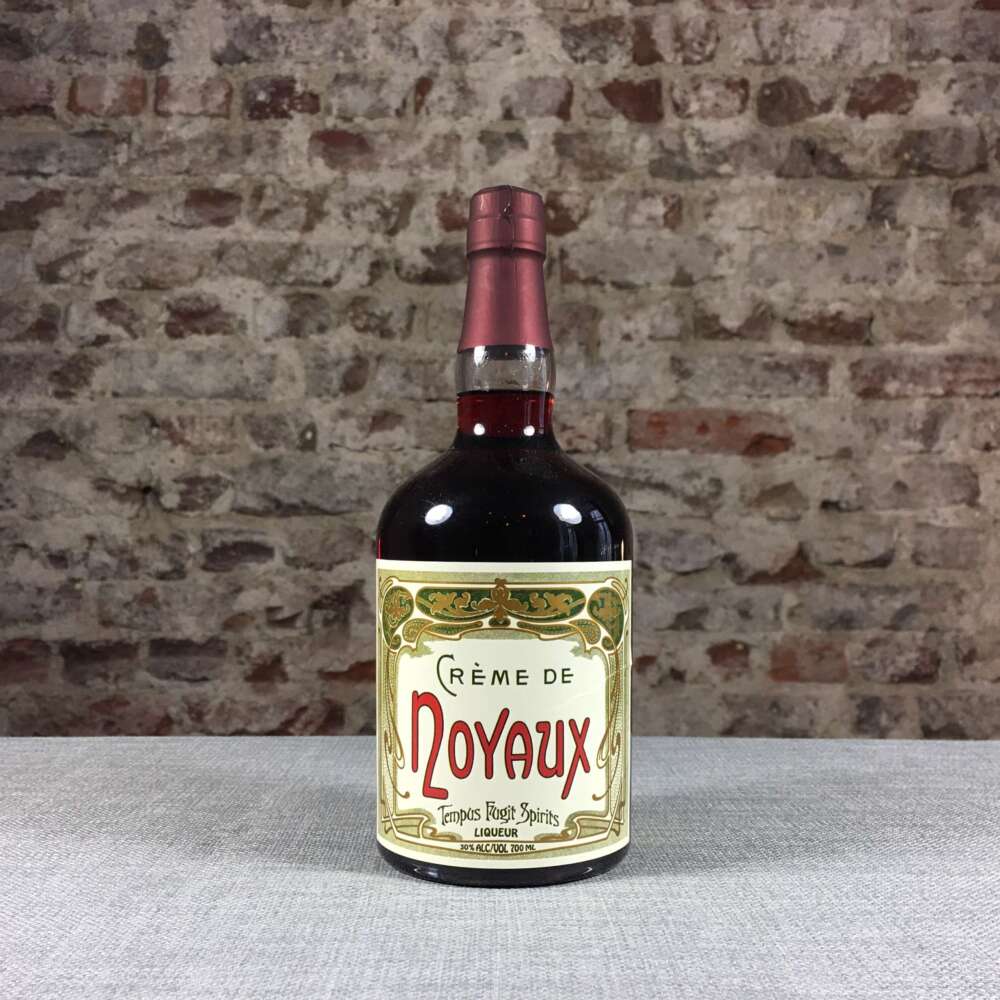 CRÈME DE
NOYAUX
Tempus Fugit Spirits
LIQUEUR
30% ALC/VOL 700 ML